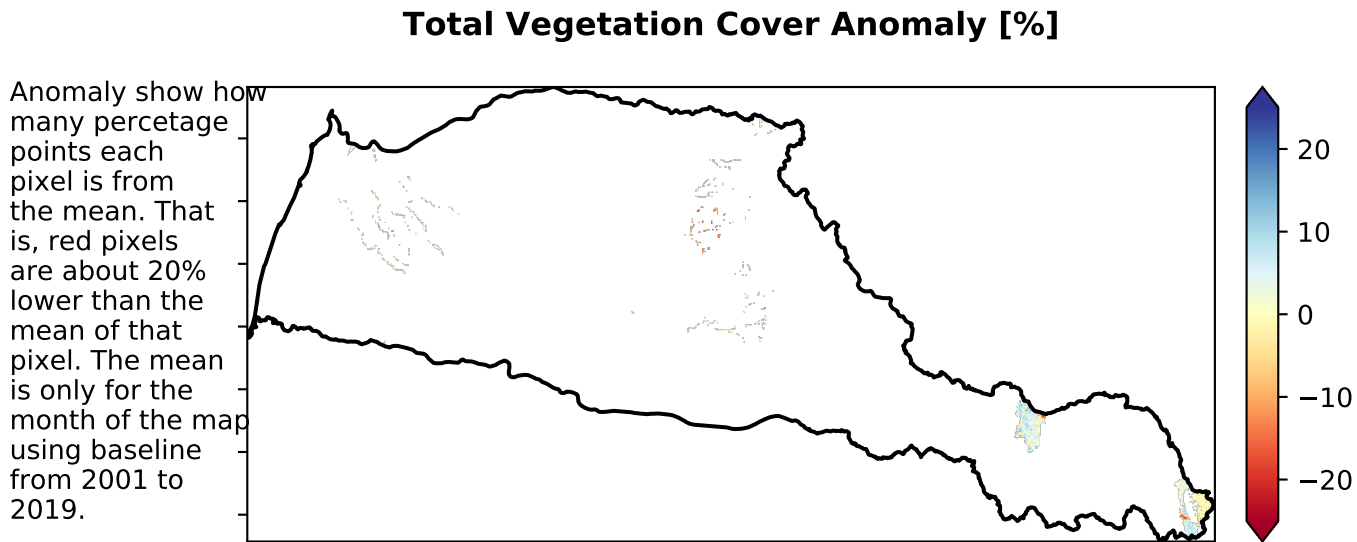 Total Vegetation Cover Anomaly [%]
Anomaly show how
many percetage
points each
pixel is from
the mean. That
is, red pixels
are about 20%
lower than the
mean of that
pixel. The mean
is only for the
month of the map
using baseline
from 2001 to
2019.
20
10
0
−10
−20